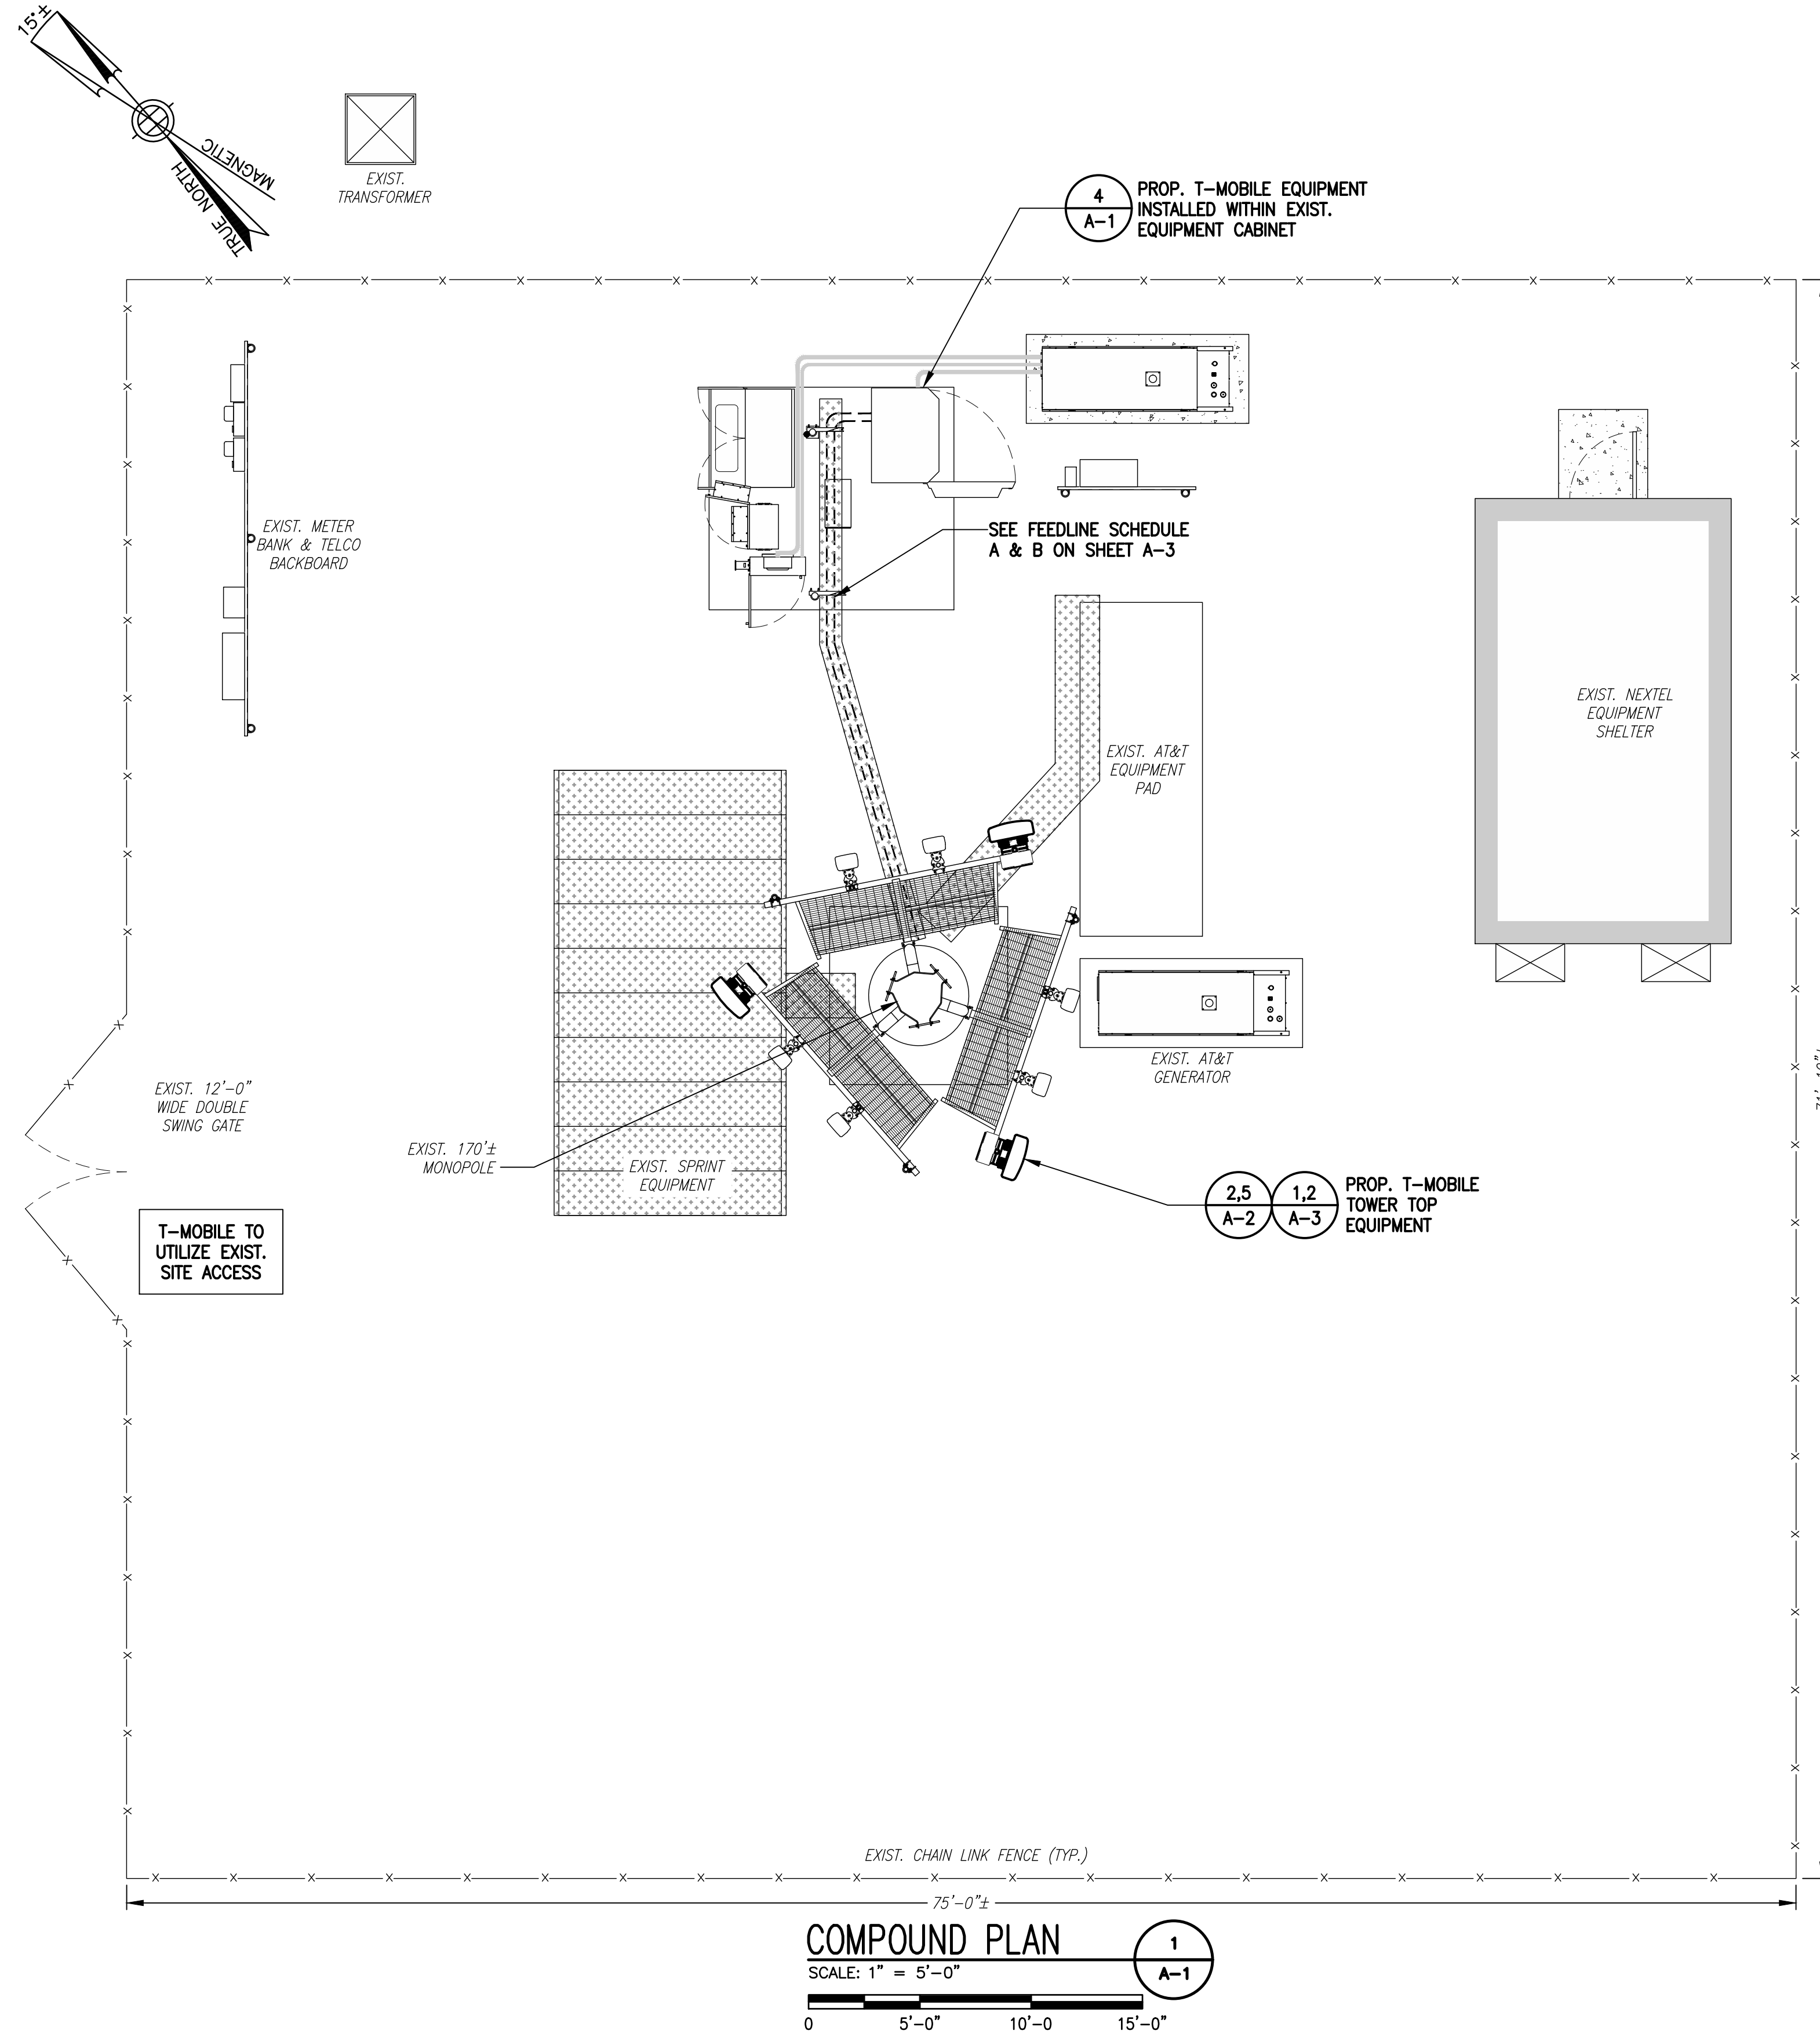 15°±
MAGNETIC
TRUE NORTH
EXIST.
TRANSFORMER
4
A-1
PROP. T-MOBILE EQUIPMENT
INSTALLED WITHIN EXIST.
EQUIPMENT CABINET
EXIST. METER
BANK & TELCO
BACKBOARD
SEE FEEDLINE SCHEDULE
A & B ON SHEET A-3
EXIST. NEXTEL
EQUIPMENT
SHELTER
EXIST. AT&T
EQUIPMENT
PAD
EXIST. AT&T
GENERATOR
EXIST. 12'-0"
WIDE DOUBLE
SWING GATE
EXIST. 170'±
MONOPOLE
EXIST. SPRINT
EQUIPMENT
2,5
A-2
1,2
A-3
PROP. T-MOBILE
TOWER TOP
EQUIPMENT
T-MOBILE TO
UTILIZE EXIST.
SITE ACCESS
EXIST. CHAIN LINK FENCE (TYP.)
75'-0"±
COMPOUND PLAN
SCALE: 1" = 5'-0"
1
A-1
0 5'-0" 10'-0 15'-0"